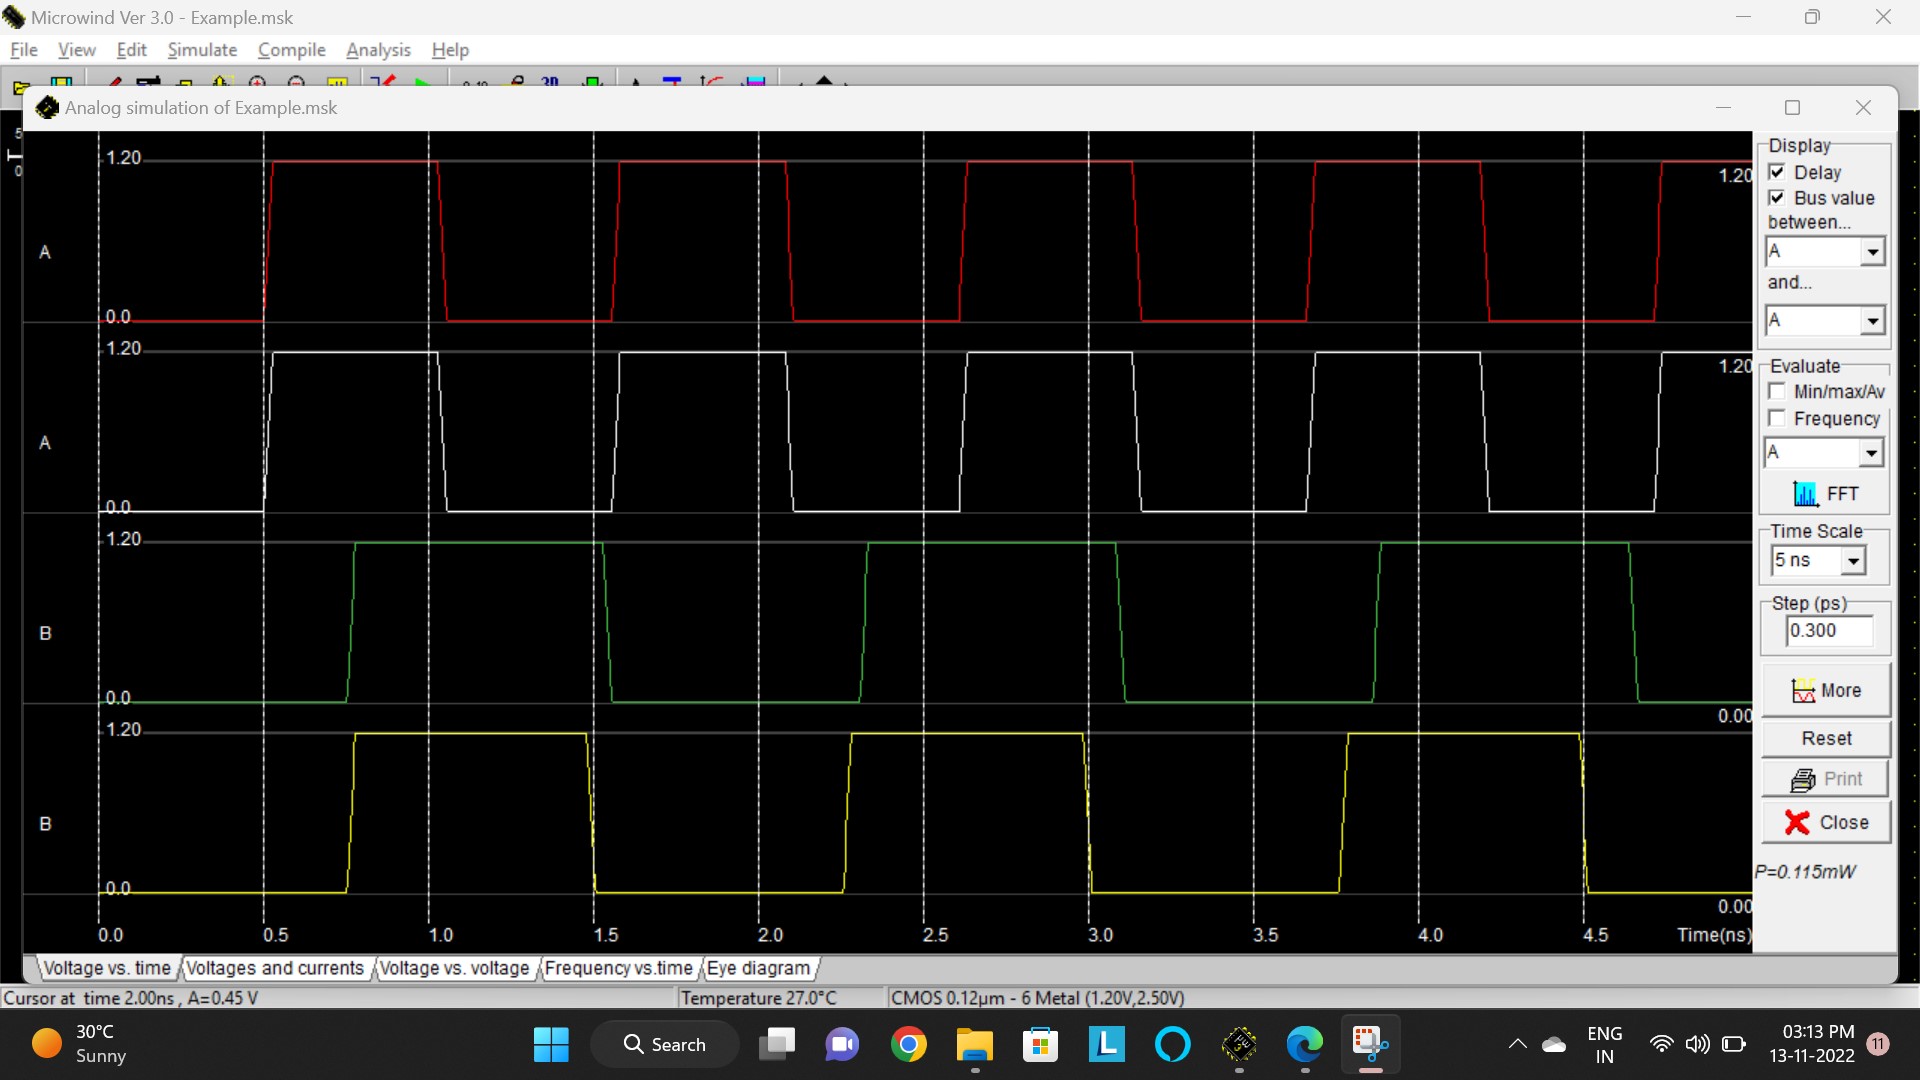 Microwind Ver 3.0 - Example.msk
File View Edit Simulate Compile Analysis Help
3D
Analog simulation of Example.msk
5
0
1.20
1.20
A
0.0
1.20
1.20
A
0.0
1.20
B
0.0
0.00
1.20
B
0.0
0.00
0.0 0.5 1.0 1.5 2.0 2.5 3.0 3.5 4.0 4.5 Time(ns)
Display
Delay
Bus value
between...
A
and...
A
Evaluate
Min/max/Av
Frequency
A
FFT
Time Scale
5 ns
Step (ps)
0.300
More
Reset
Print
Close
P=0.115mW
Voltage vs. time Voltages and currents Voltage vs. voltage Frequency vs.time Eye diagram
Cursor at time 2.00ns , A=0.45 V Temperature 27.0°C CMOS 0.12µm - 6 Metal (1.20V,2.50V)
30°C
Sunny
Search
L
ENG
IN
03:13 PM
13-11-2022
11